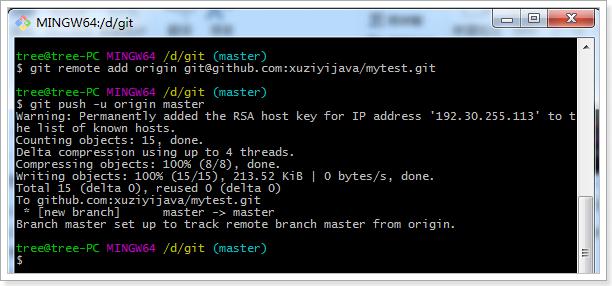 MINGW64:/d/git
tree@tree-PC MINGW64 /d/git (master)
$ git remote add origin git@github.com:xuziyijava/mytest.git
tree@tree-PC MINGW64 /d/git (master)
$ git push -u origin master
Warning: Permanently added the RSA host key for IP address '192.30.255.113' to t
he list of known hosts.
Counting objects: 15, done.
Delta compression using up to 4 threads.
Compressing objects: 100% (8/8), done.
Writing objects: 100% (15/15), 213.52 KiB | 0 bytes/s, done.
Total 15 (delta 0), reused 0 (delta 0)
To github.com:xuziyijava/mytest.git
 * [new branch]      master -> master
Branch master set up to track remote branch master from origin.
tree@tree-PC MINGW64 /d/git (master)
$